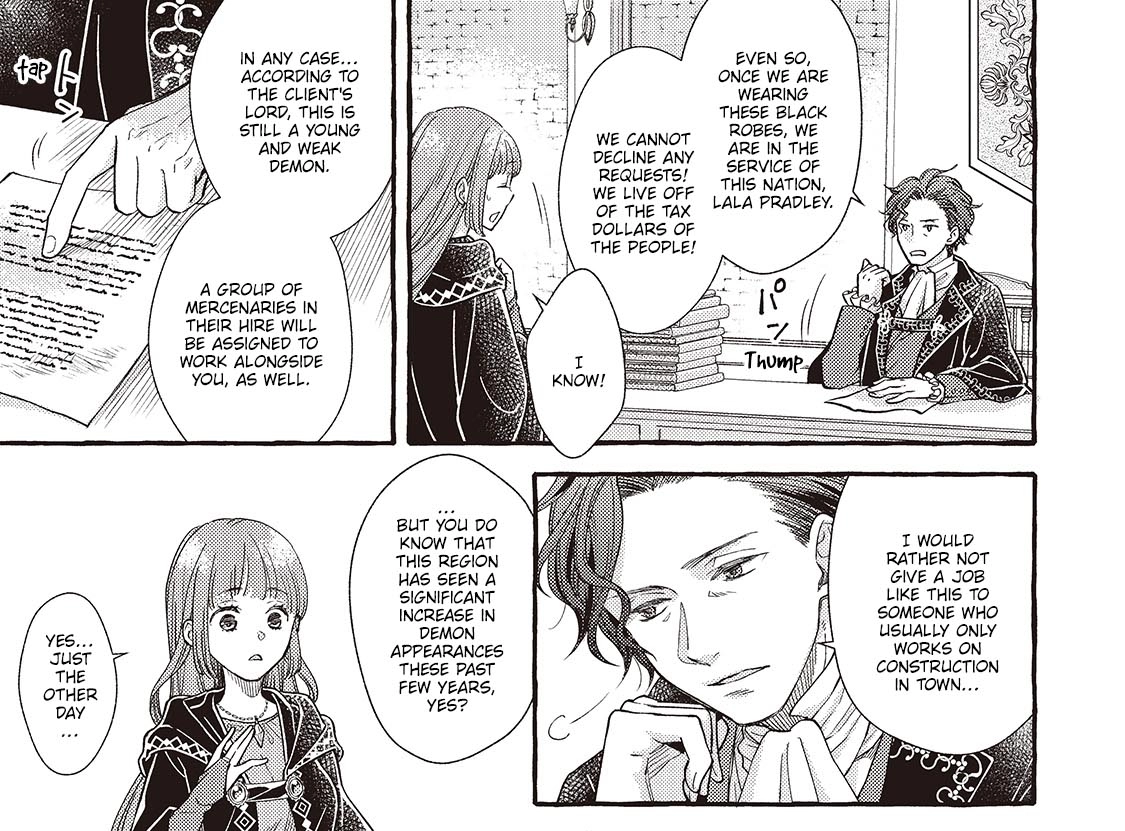 EVEN SO,
ONCE WE ARE
WEARING
THESE BLACK
ROBES, WE
ARE IN THE
SERVICE OF
THIS NATION,
LALA PRADLEY.
WE CANNOT
DECLINE ANY
REQUESTS!
WE LIVE OFF
OF THE TAX
DOLLARS OF
THE PEOPLE!
パン
Thump
I
KNOW!
IN ANY CASE...
ACCORDING TO
THE CLIENT'S
LORD, THIS IS
STILL A YOUNG
AND WEAK
DEMON.
トン
tap
A GROUP OF
MERCENARIES IN
THEIR HIRE WILL
BE ASSIGNED TO
WORK ALONGSIDE
YOU, AS WELL.
I WOULD
RATHER NOT
GIVE A JOB
LIKE THIS TO
SOMEONE WHO
USUALLY ONLY
WORKS ON
CONSTRUCTION
IN TOWN...
...
BUT YOU DO
KNOW THAT
THIS REGION
HAS SEEN A
SIGNIFICANT
INCREASE IN
DEMON
APPEARANCES
THESE PAST
FEW YEARS,
YES?
YES...
JUST
THE
OTHER
DAY
...